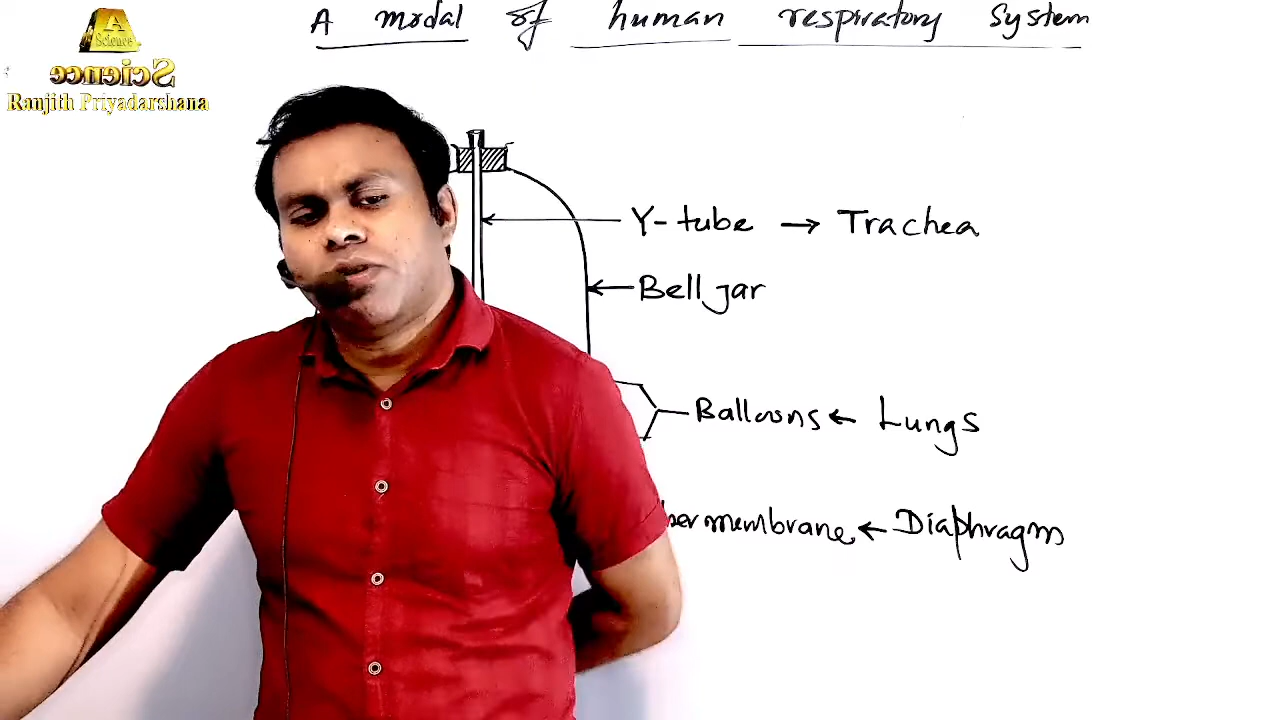 A modal of human respiratory system
A
Science
Science
Ranjith Priyadarshana
Y-tube → Trachea
Bell jar
Balloons ← Lungs
membrane ← Diaphragm